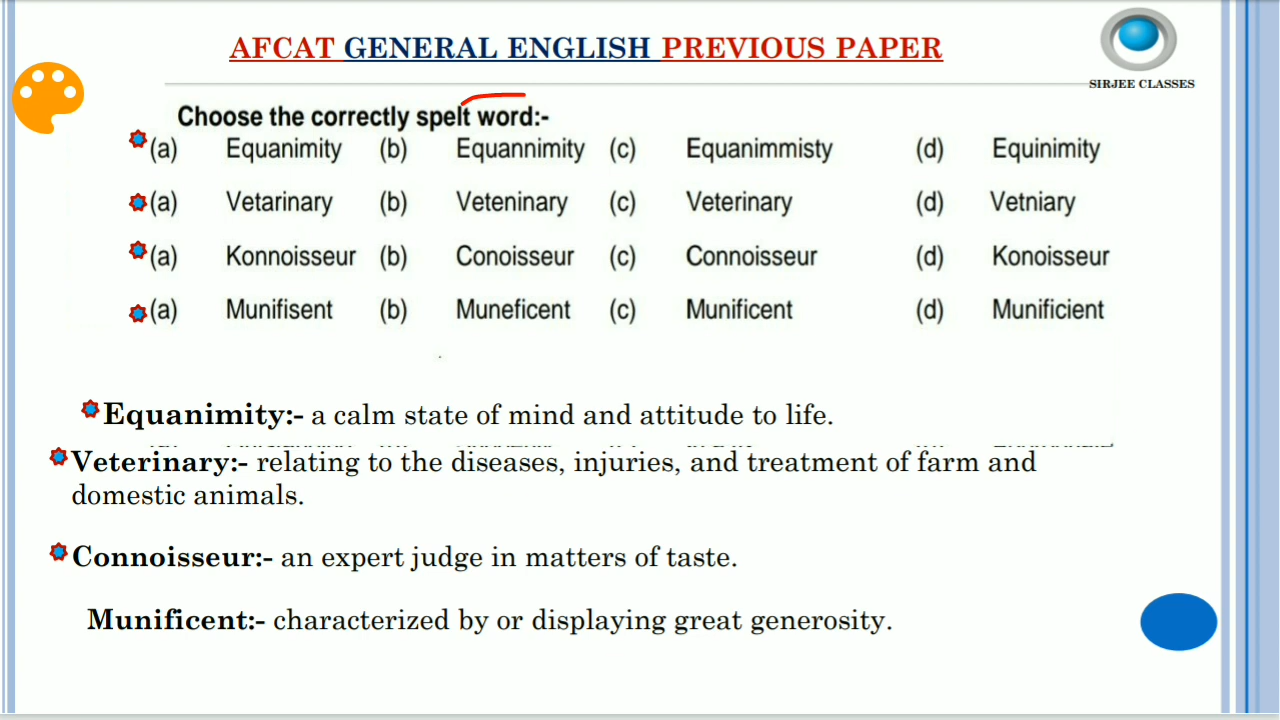 AFCAT GENERAL ENGLISH PREVIOUS PAPER
SIRJEE CLASSES
Choose the correctly spelt word:-
(a) Equanimity (b) Equannimity (c) Equanimmisty (d) Equinimity
(a) Vetarinary (b) Veteninary (c) Veterinary (d) Vetniary
(a) Konnoisseur (b) Conoisseur (c) Connoisseur (d) Konoisseur
(a) Munifisent (b) Muneficent (c) Munificent (d) Municifient
Equanimity:- a calm state of mind and attitude to life.
Veterinary:- relating to the diseases, injuries, and treatment of farm and
domestic animals.
Connoisseur:- an expert judge in matters of taste.
Munificent:- characterized by or displaying great generosity.